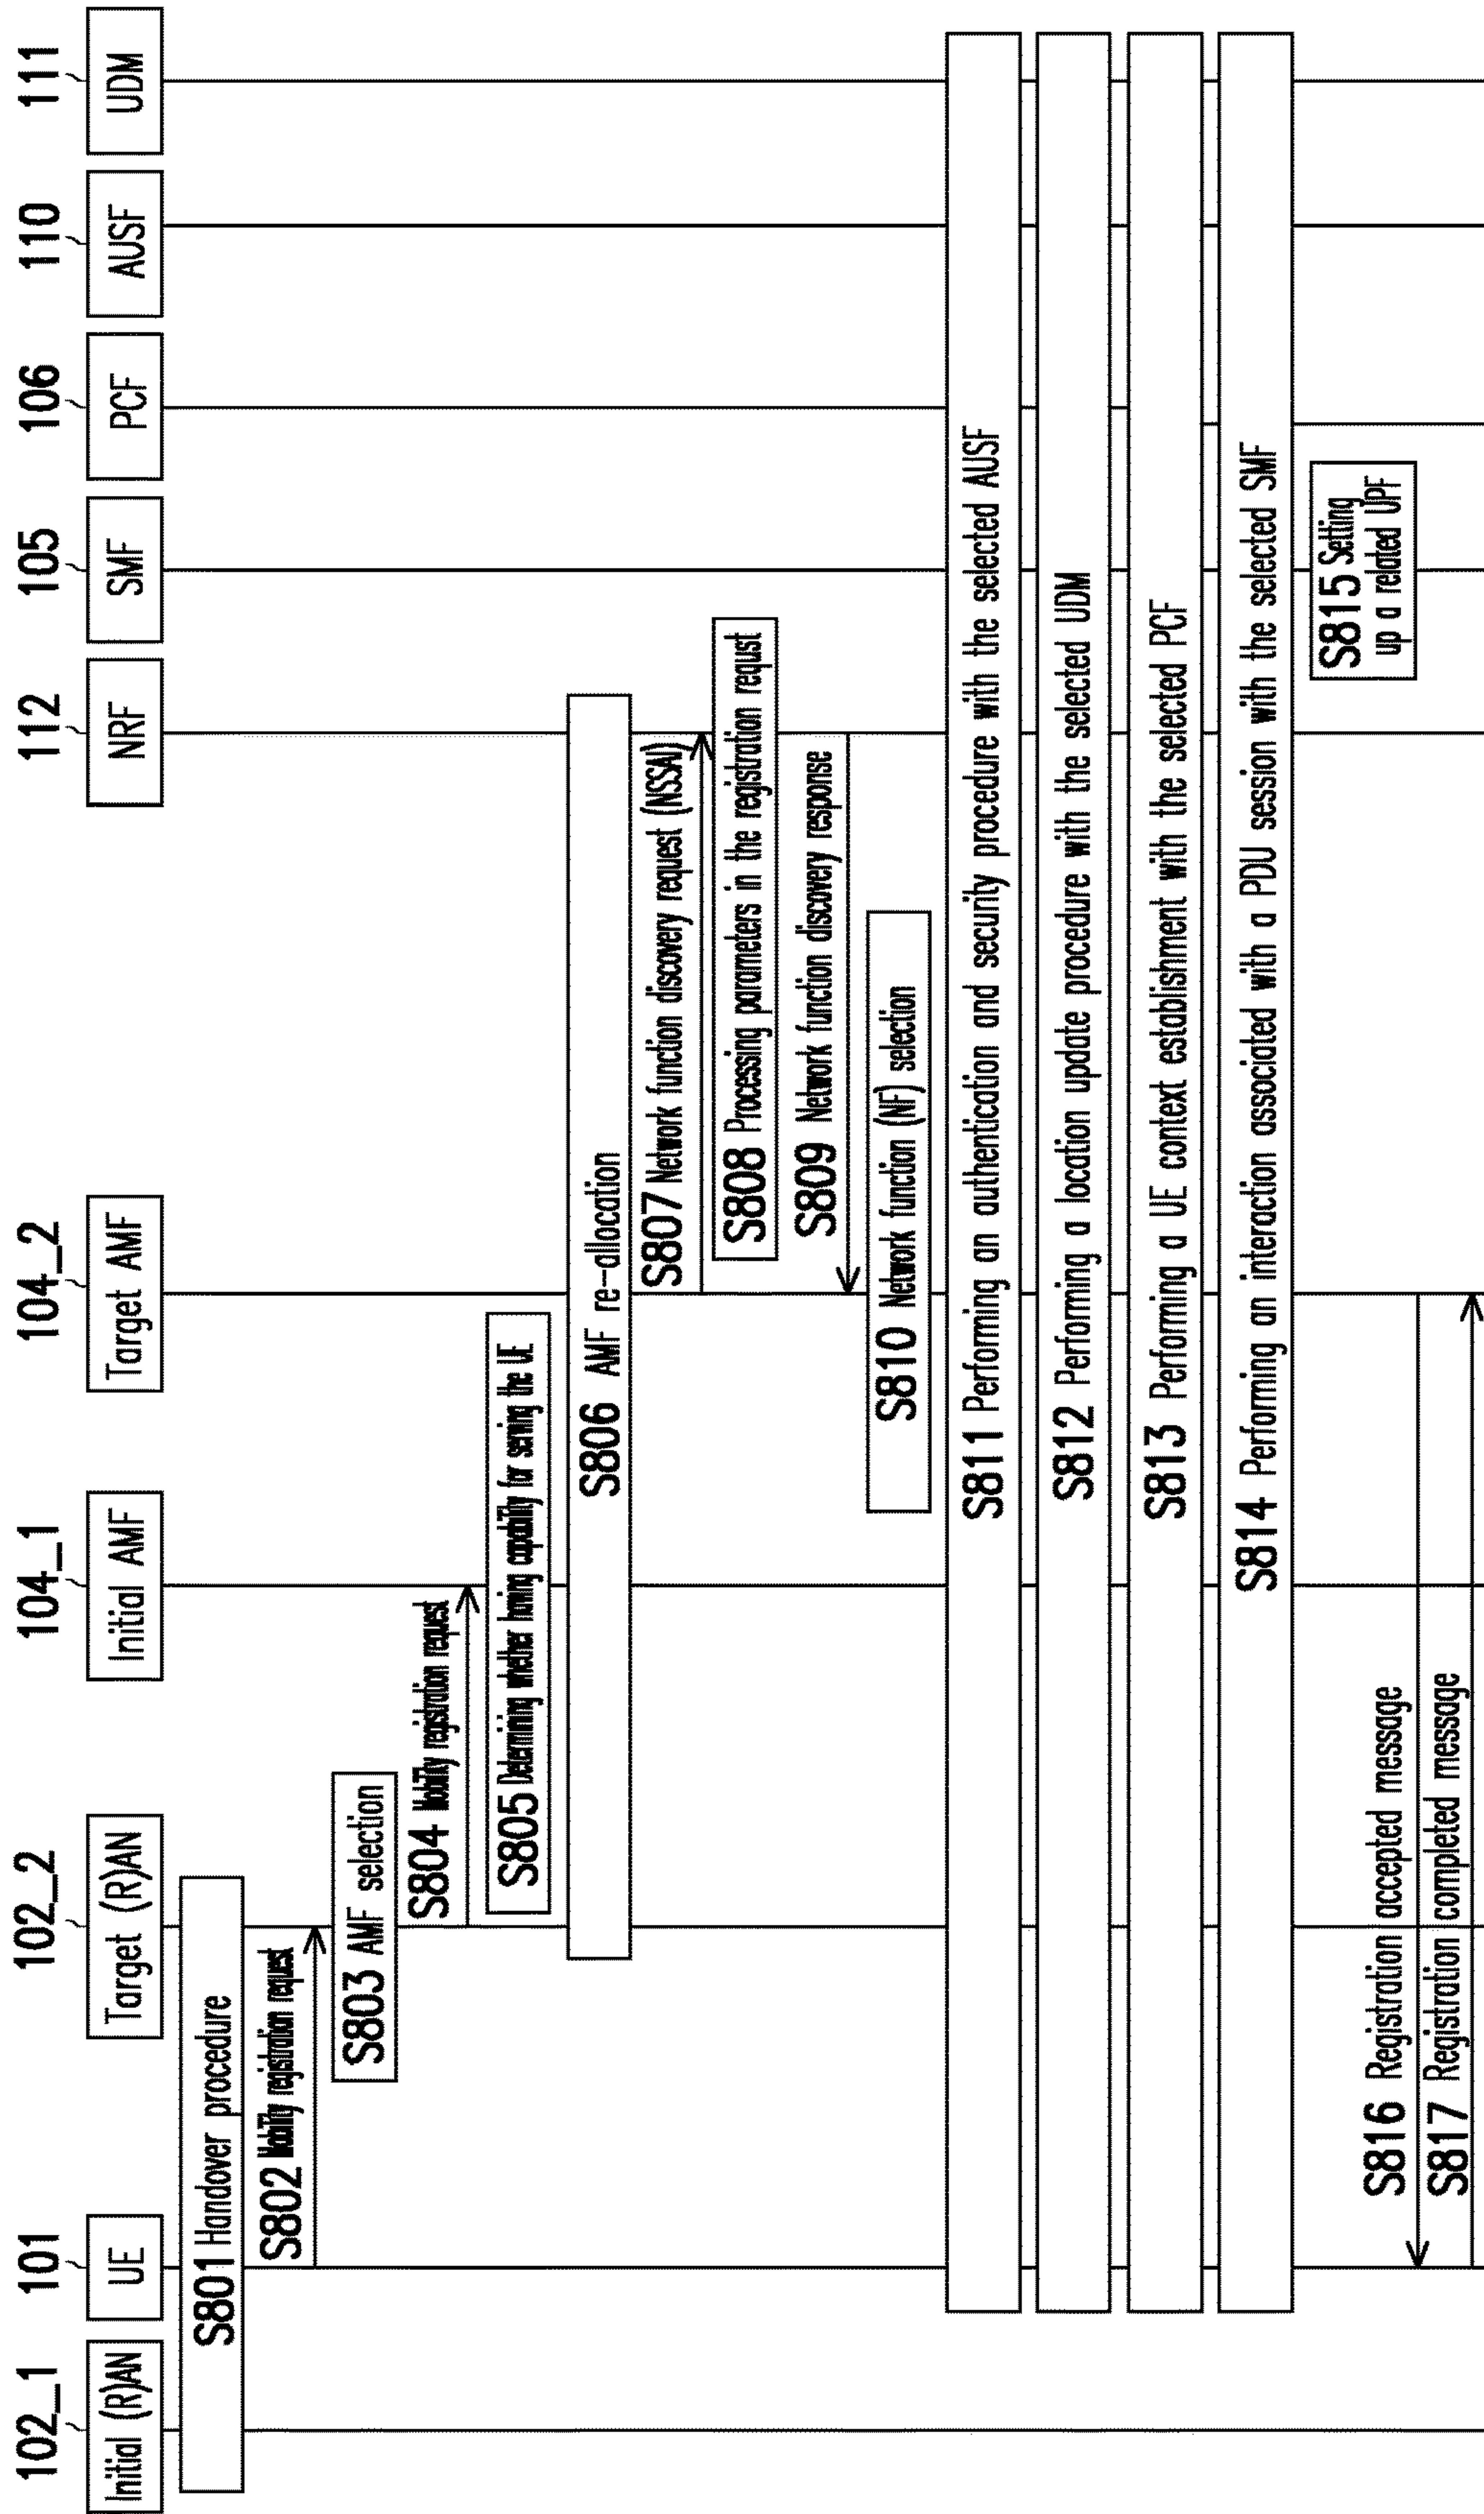 102_1
101
102_2
104_1
104_2
112
105
106
110
111
Initial (R)AN
UE
Target (R)AN
Initial AMF
Target AMF
NRF
SMF
PCF
AUSF
UDM
S801 Handover procedure
S802 Mobility registration request
S803 AMF selection
S804 Mobility registration request
S805 Determining whether having capability for serving the UE
S806 AMF re-allocation
S807 Network function discovery request (NSSAI)
S808 Processing parameters in the registration requst
S809 Network function discovery response
S810 Network function (NF) selection
S811 Performing an authentication and security procedure with the selected AUSF
S812 Performing a location update procedure with the selected UDM
S813 Performing a UE context establishment with the selected PCF
S814 Performing an interaction associated with a PDU session with the selected SMF
S815 Setting
up a related UPF
S816 Registration accepted message
S817 Registration completed message